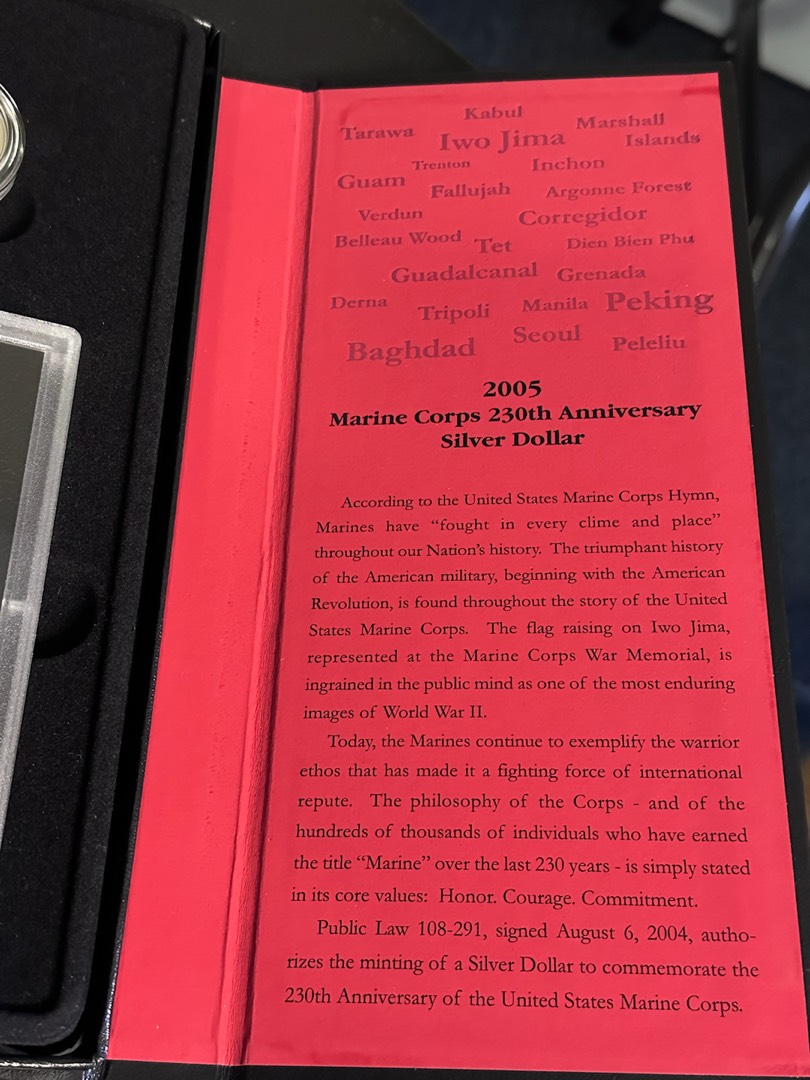 Kabul
Tarawa Iwo Jima Marshall Islands
Trenton Inchon
Guam Fallujah Argonne Forest
Verdun Corregidor
Belleau Wood Tet Dien Bien Phu
Guadalcanal Grenada
Derna Tripoli Manila Peking
Baghdad Seoul Peleliu
2005
Marine Corps 230th Anniversary
Silver Dollar
According to the United States Marine Corps Hymn,
Marines have “fought in every clime and place”
throughout our Nation’s history. The triumphant history
of the American military, beginning with the American
Revolution, is found throughout the story of the United
States Marine Corps. The flag raising on Iwo Jima,
represented at the Marine Corps War Memorial, is
ingrained in the public mind as one of the most enduring
images of World War II.
Today, the Marines continue to exemplify the warrior
ethos that has made it a fighting force of international
repute. The philosophy of the Corps - and of the
hundreds of thousands of individuals who have earned
the title “Marine” over the last 230 years - is simply stated
in its core values: Honor. Courage. Commitment.
Public Law 108-291, signed August 6, 2004, autho-
rizes the minting of a Silver Dollar to commemorate the
230th Anniversary of the United States Marine Corps.